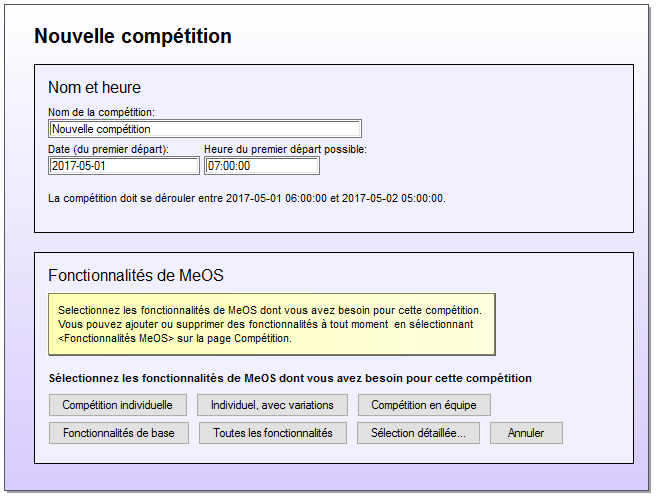 Nouvelle compétition
Nom et heure
Nom de la compétition:
Nouvelle compétition
Date (du premier départ): Heure du premier départ possible:
2017-05-01 07:00:00
La compétition doit se dérouler entre 2017-05-01 06:00:00 et 2017-05-02 05:00:00.
Fonctionnalités de MeOS
Selectionnez les fonctionnalités de MeOS dont vous avez besoin pour cette compétition.
Vous pouvez ajouter ou supprimer des fonctionnalités à tout moment en sélectionnant
<Fonctionnalités MeOS> sur la page Compétition.
Sélectionnez les fonctionnalités de MeOS dont vous avez besoin pour cette compétition
Compétition individuelle Individuel, avec variations Compétition en équipe
Fonctionnalités de base Toutes les fonctionnalités Sélection détaillée... Annuler